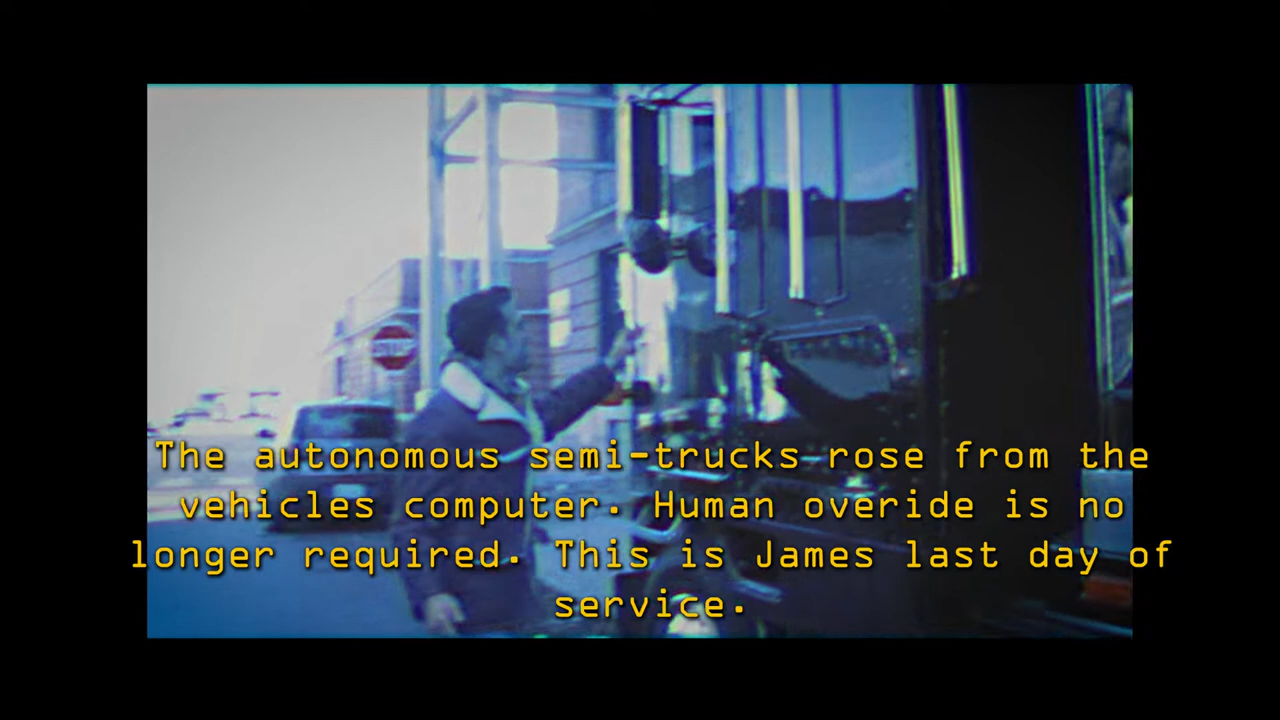 The autonomous semi-trucks rose from the
vehicles computer. Human overide is no
longer required. This is James last day of
service.